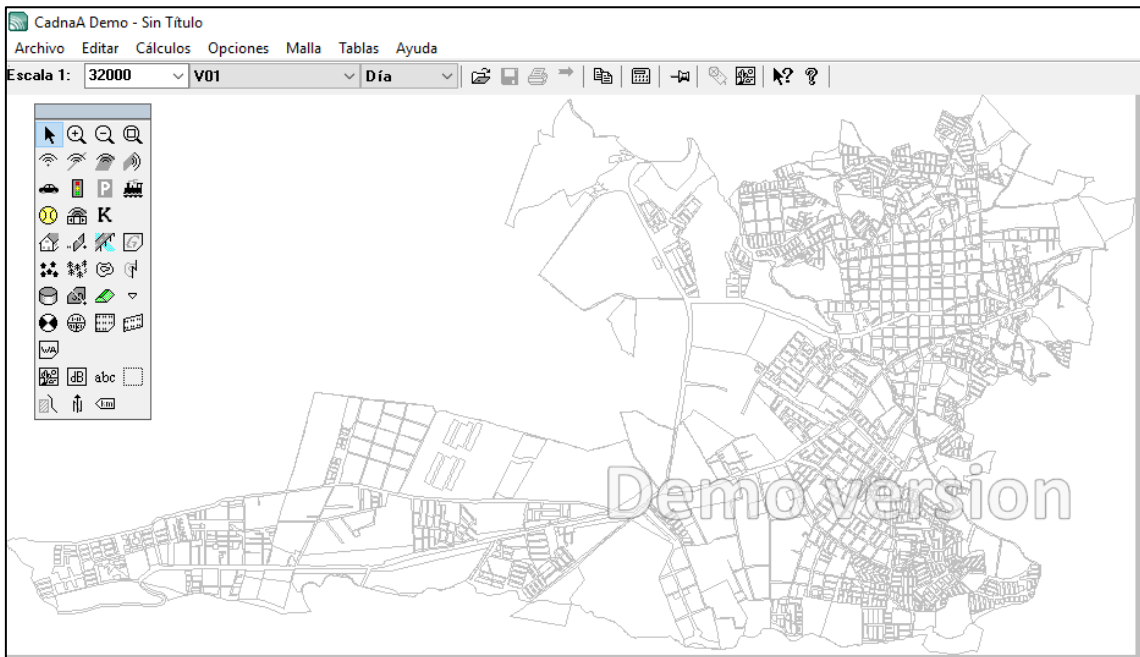 CadnaA Demo - Sin Título
Archivo Editar Cálculos Opciones Malla Tablas Ayuda
Escala 1: 32000 V01 Día
P
K
G
dB abc
Demo version